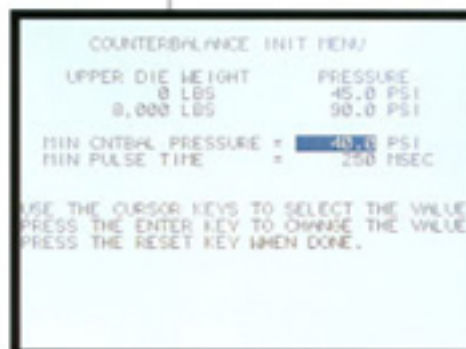 COUNTERBALANCE INIT MENU
UPPER DIE WEIGHT PRESSURE
0 LBS 45.0 PSI
8,000 LBS 90.0 PSI
MIN CNTBAL PRESSURE = 40.0 PSI
MIN PULSE TIME = 250 MSEC
USE THE CURSOR KEYS TO SELECT THE VALUE
PRESS THE ENTER KEY TO CHANGE THE VALUE
PRESS THE RESET KEY WHEN DONE.